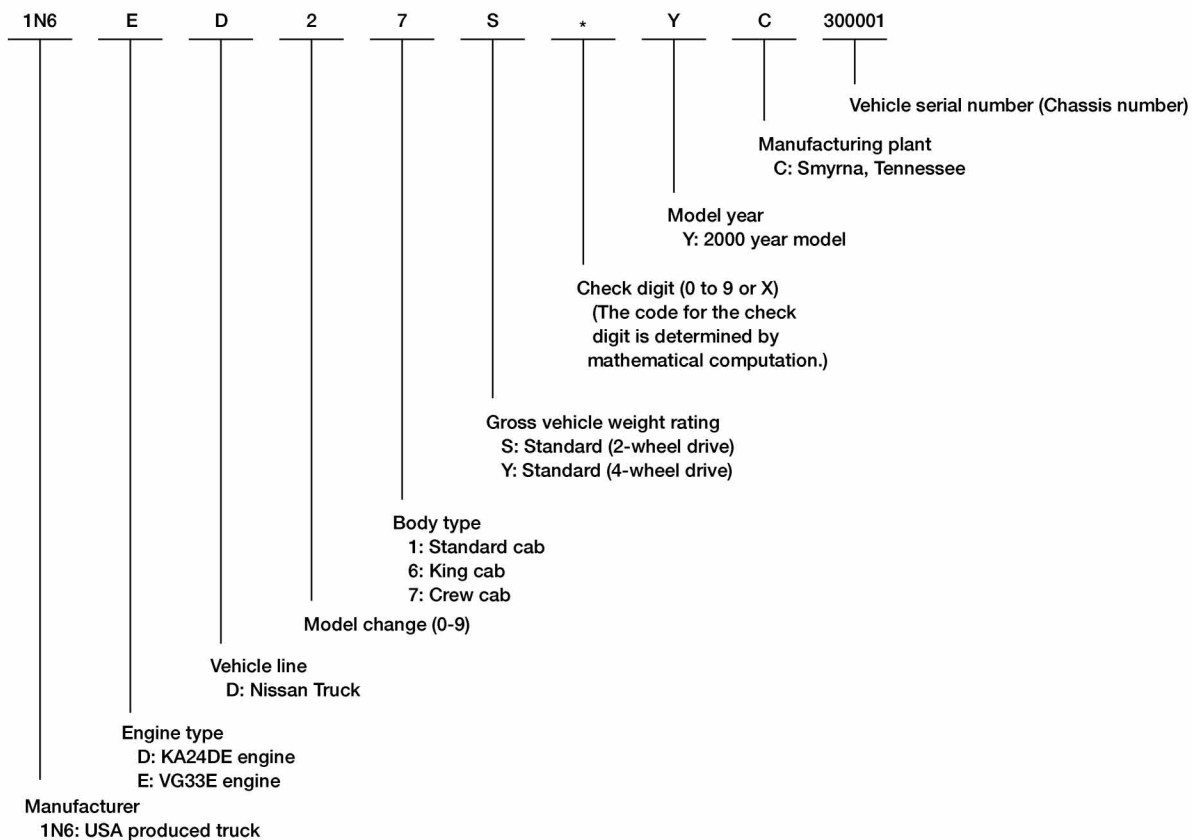 1N6 E D 2 7 S * Y C 300001
Vehicle serial number (Chassis number)
Manufacturing plant
C: Smyrna, Tennessee
Model year
Y: 2000 year model
Check digit (0 to 9 or X)
(The code for the check
digit is determined by
mathematical computation.)
Gross vehicle weight rating
S: Standard (2-wheel drive)
Y: Standard (4-wheel drive)
Body type
1: Standard cab
6: King cab
7: Crew cab
Model change (0-9)
Vehicle line
D: Nissan Truck
Engine type
D: KA24DE engine
E: VG33E engine
Manufacturer
1N6: USA produced truck